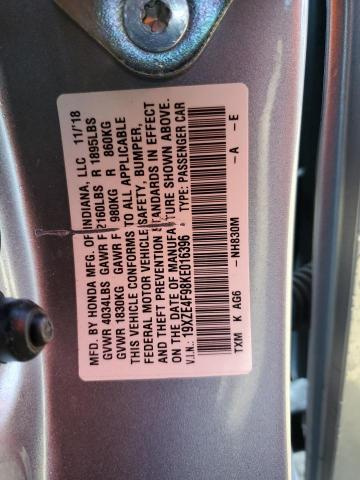 MFD. BY HONDA MFG. OF INDIANA, LLC 11/18
GVWR 4034LBS GAWR F 2160LBS R 1895LBS
GVWR 1830KG GAWR F 980KG R 860KG
THIS VEHICLE CONFORMS TO ALL APPLICABLE
FEDERAL MOTOR VEHICLE SAFETY, BUMPER,
AND THEFT PREVENTION STANDARDS IN EFFECT
ON THE DATE OF MANUFACTURE SHOWN ABOVE.
V.I.N.: 19XZE4F98KE016396 TYPE: PASSENGER CAR
TXM K AG6 -NH830M -A -E